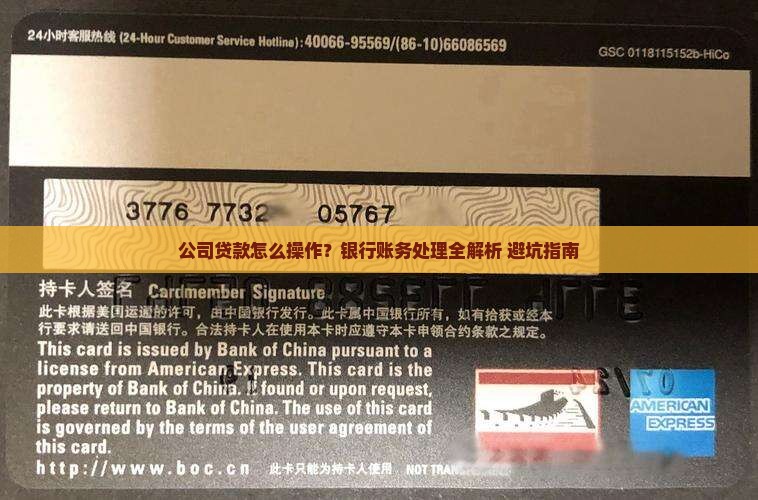 24小时客服热线 (24-Hour Customer Service Hotline):40066-95569/(86-10)66086569
GSC 0118115152b-HiCo
3776 7732 05767
公司贷款怎么操作？银行账务处理全解析 避坑指南
持卡人签名 Cardmember Signature
此卡根据美国运通的许可，由中国银行发行。此卡属中国银行所有，如有拾获或经本
行要求请送回中国银行。合法持卡人在使用本卡时应遵守本卡申领合约条款之规定。
This card is issued by Bank of China pursuant to a
license from American Express. This card is the
property of Bank of China. If found or upon request,
please return to Bank of China. The use of this card
is governed by the terms of the user agreement of
this card.
AMERICAN
EXPRESS
http://www.boc.cn 此卡只能为持卡人使用 NOT